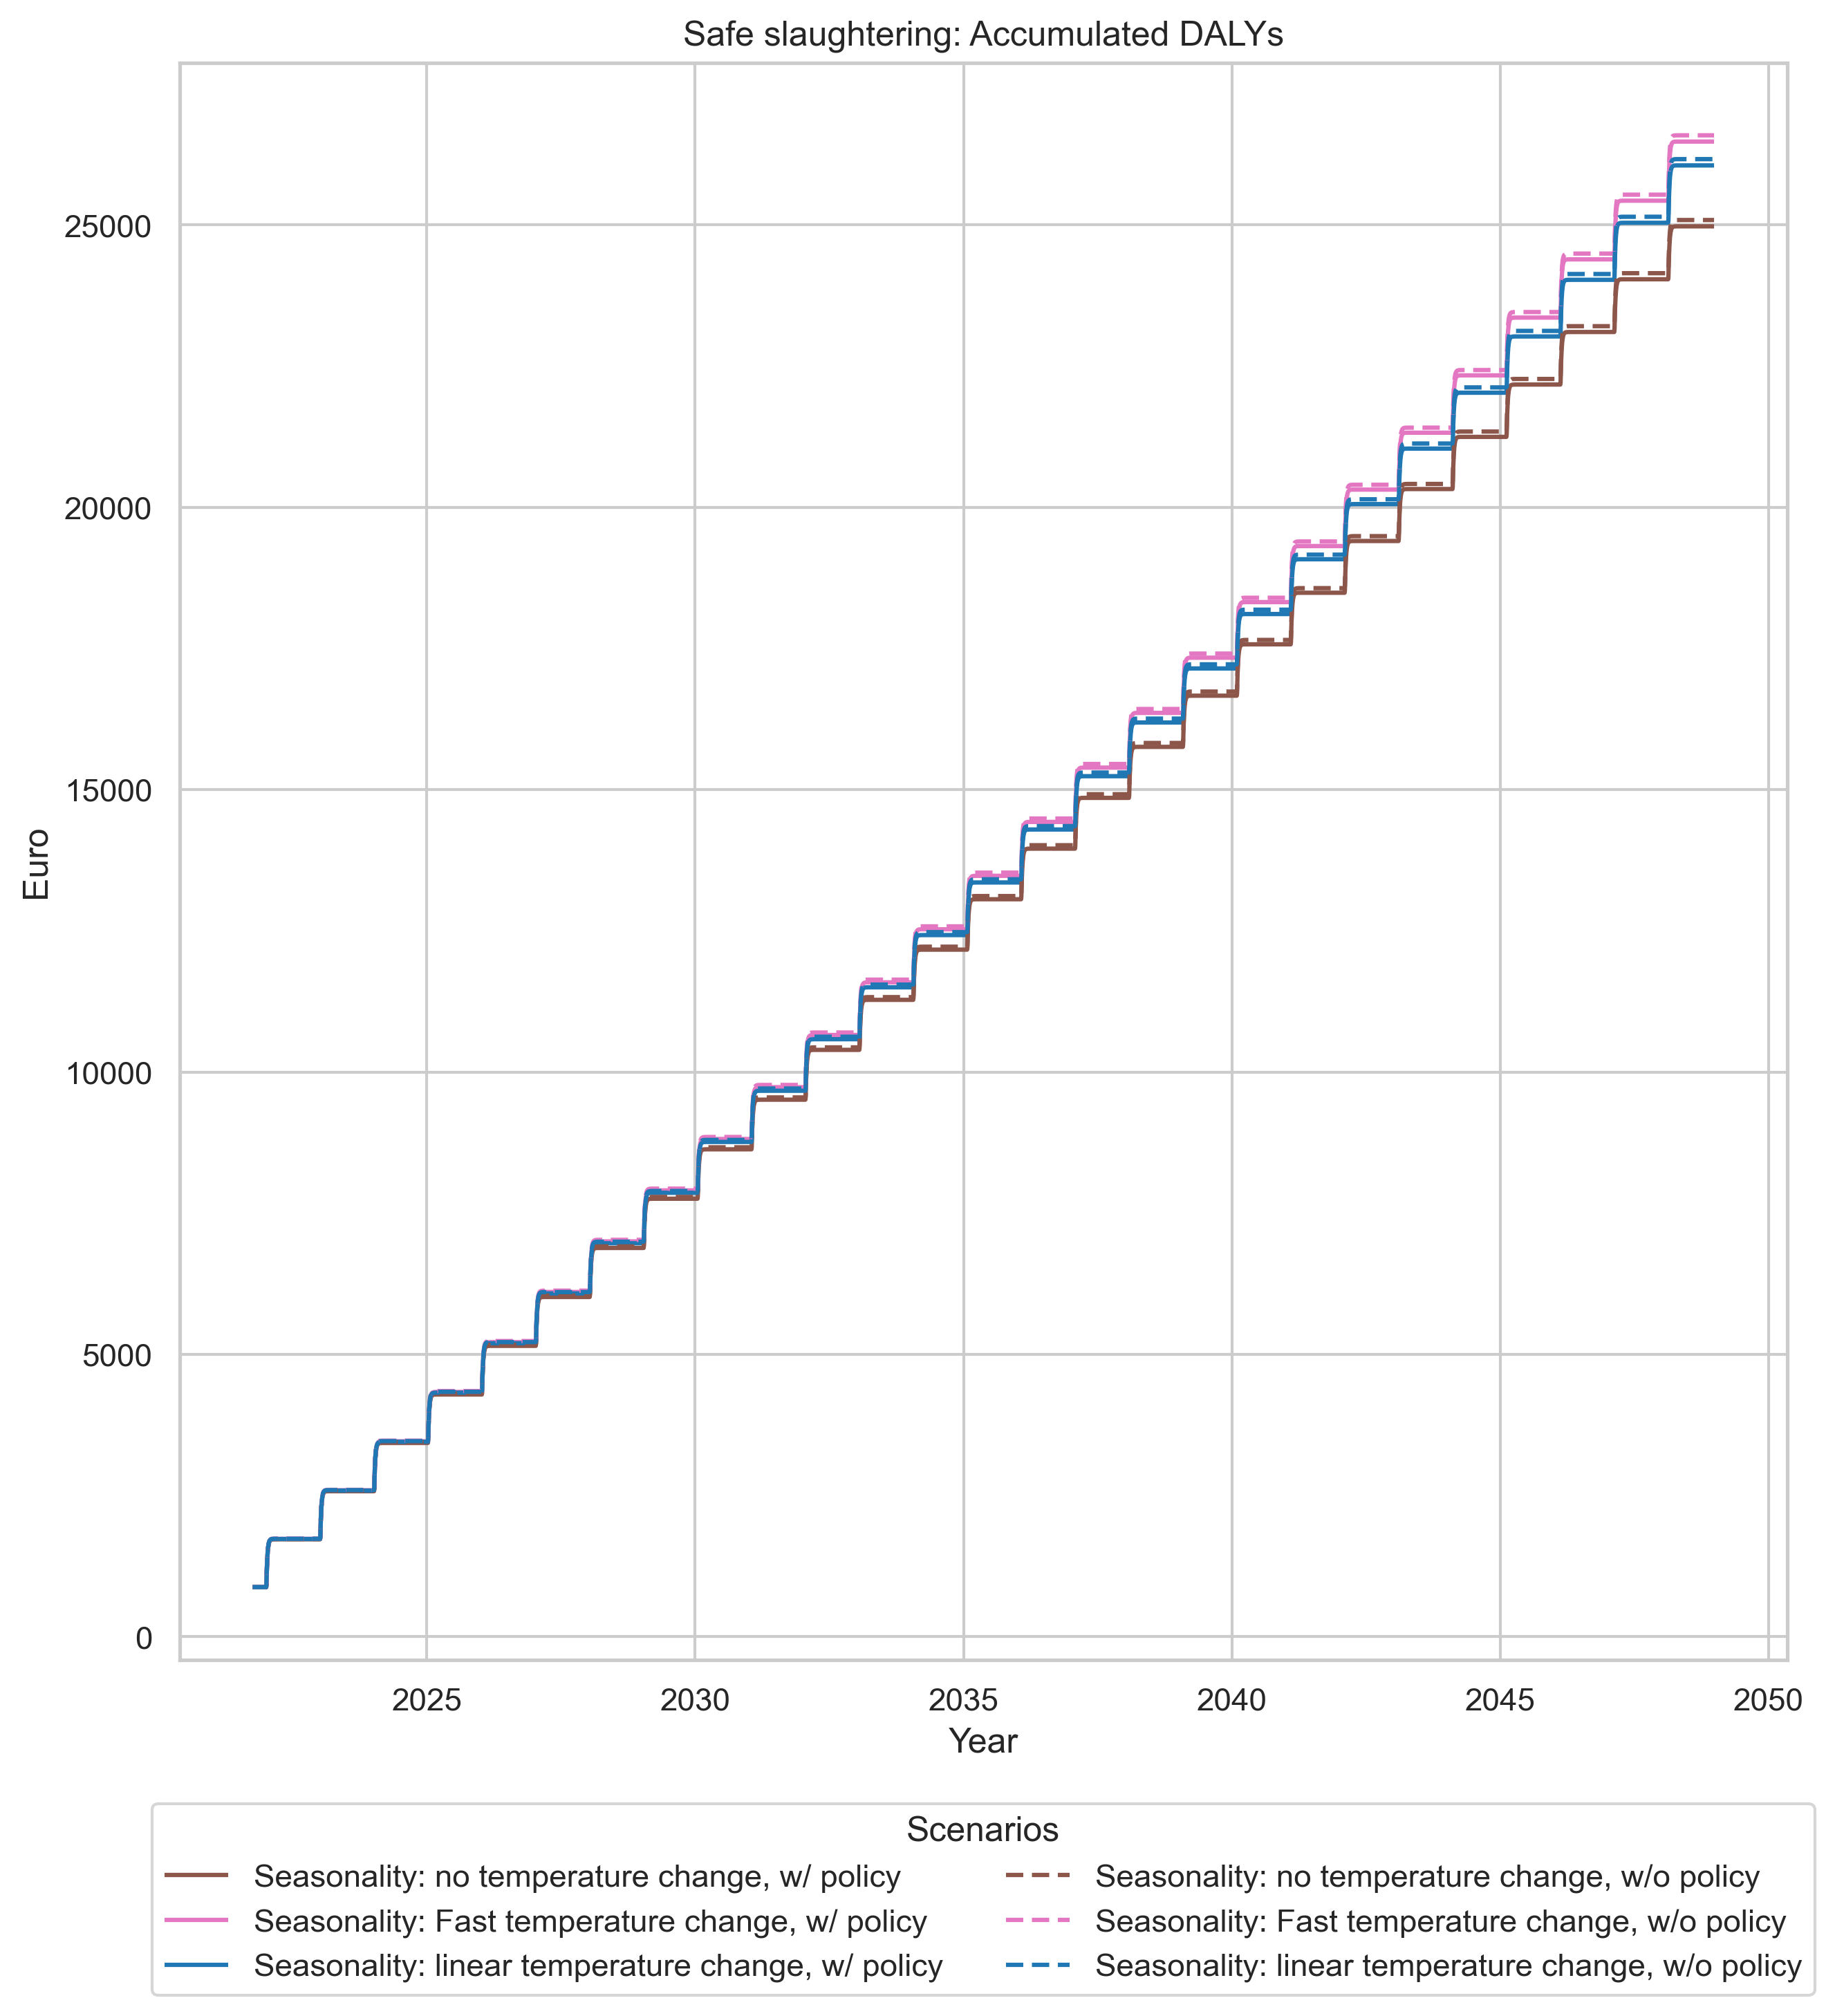 Safe slaughtering: Accumulated DALYs
25000
20000
15000
10000
5000
0
Euro
2025 2030 2035 2040 2045 2050
Year
Scenarios
Seasonality: no temperature change, w/ policy Seasonality: no temperature change, w/o policy
Seasonality: Fast temperature change, w/ policy Seasonality: Fast temperature change, w/o policy
Seasonality: linear temperature change, w/ policy Seasonality: linear temperature change, w/o policy